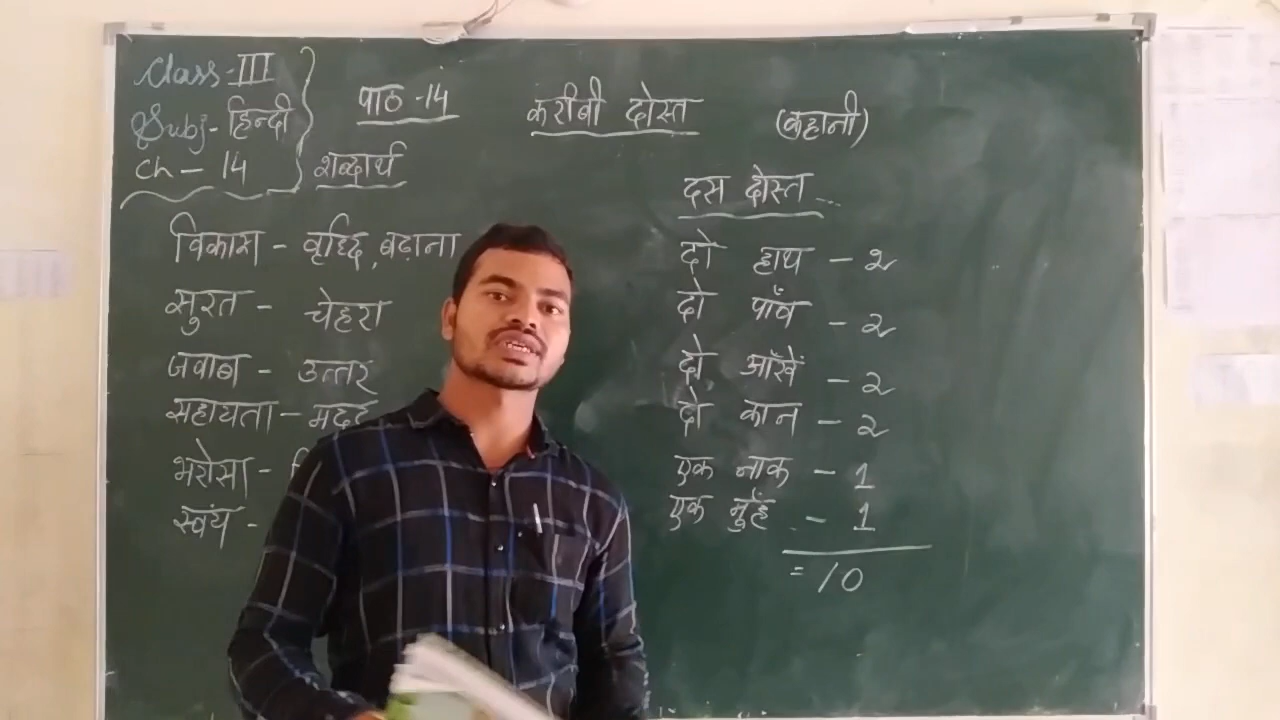 Class-III
Subj- हिन्दी
Ch - 14
पाठ -14 करीबी दोस्त (कहानी)
शब्दार्थ
विकास - वृद्धि, बढ़ाना
सुरत - चेहरा
जवाब - उत्तर
सहायता - मदद
भरोसा -
स्वंय -
दस दोस्त...
दो हाथ - 2
दो पाँव - 2
दो आँखें - 2
दो कान - 2
एक नाक - 1
एक मुहँ - 1
= 10